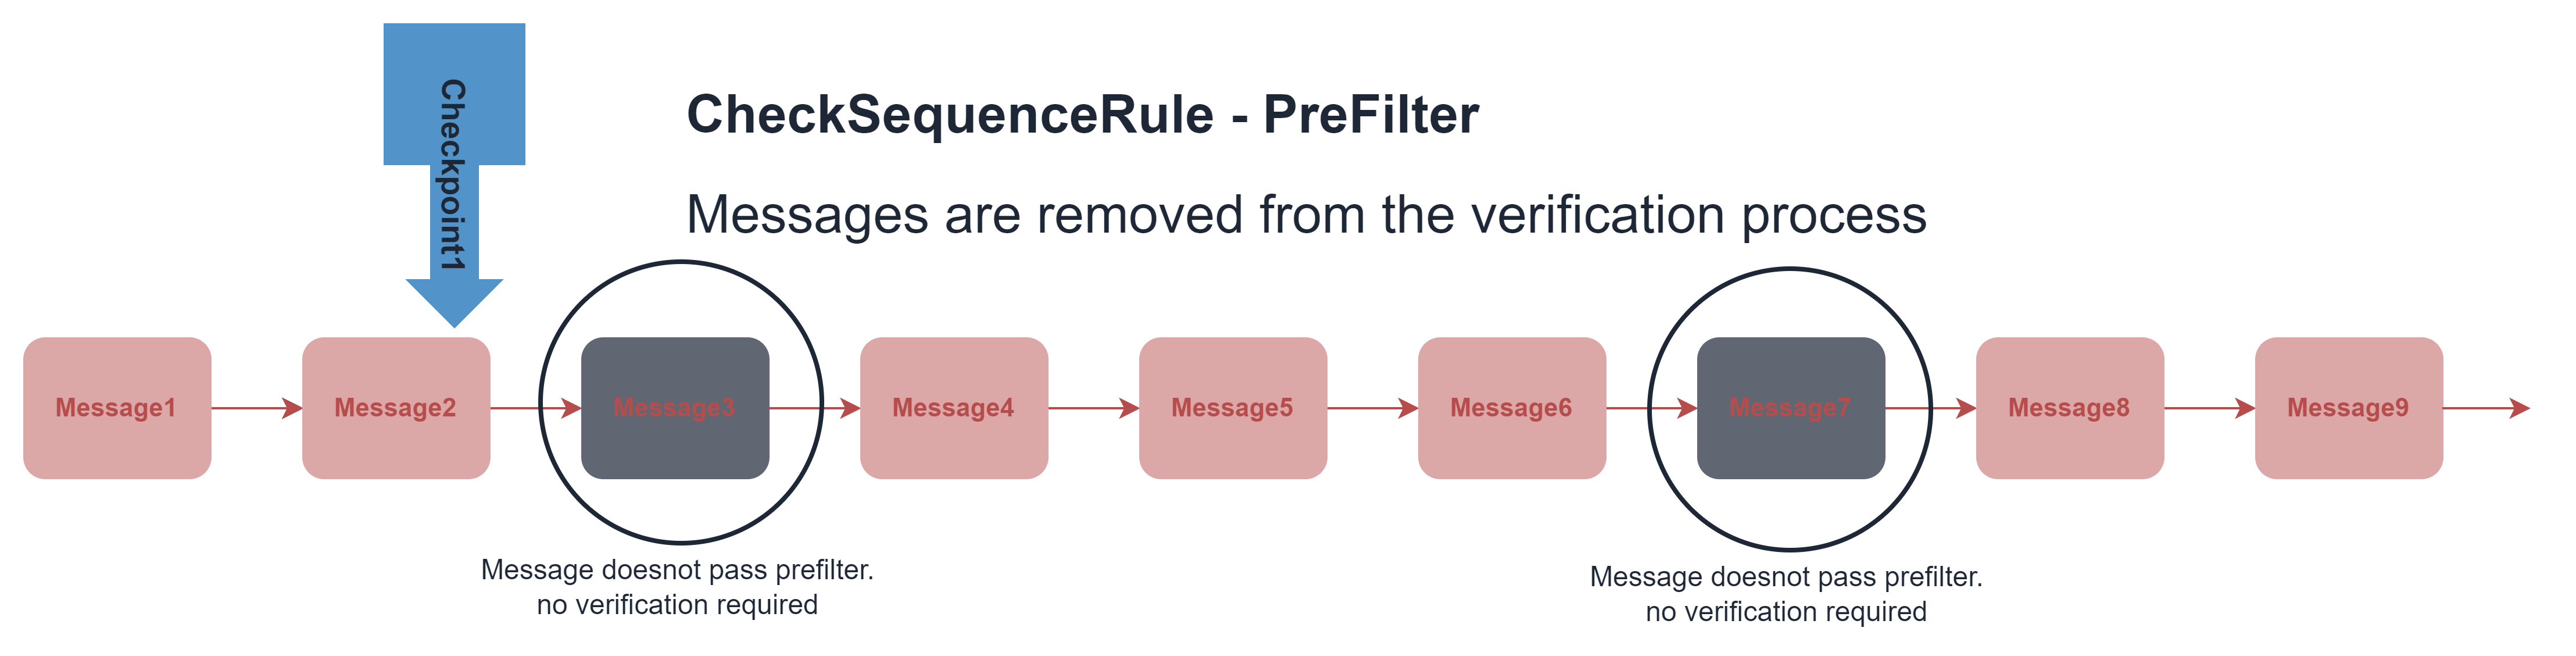 Checkpoint1
CheckSequenceRule - PreFilter
Messages are removed from the verification process
Message1
Message2
Message3
Message4
Message5
Message6
Message7
Message8
Message9
Message doesnot pass prefilter.
no verification required
Message doesnot pass prefilter.
no verification required